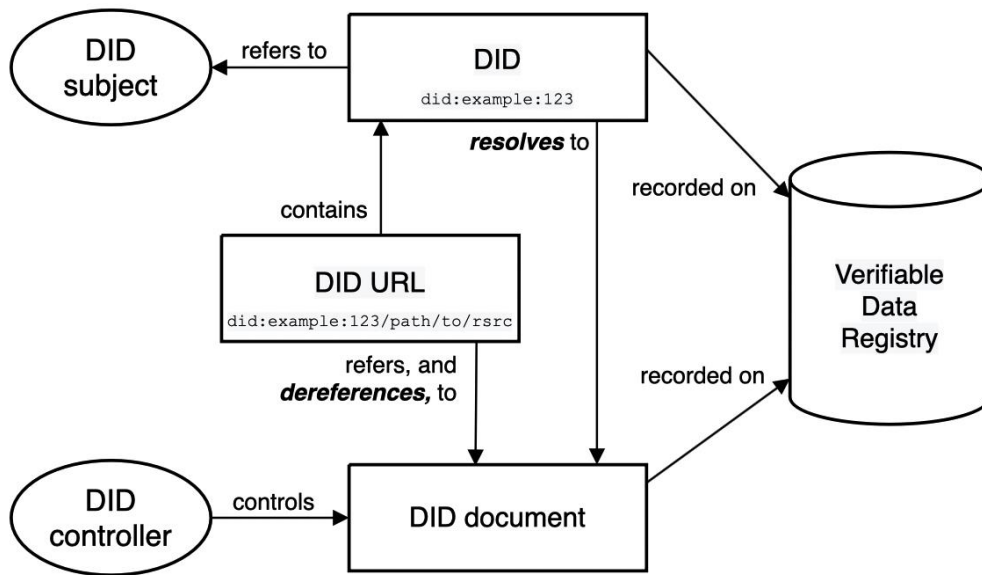 DID
subject
refers to
DID
did:example:123
resolves to
recorded on
contains
DID URL
did:example:123/path/to/rsrc
Verifiable
Data
Registry
refers, and
dereferences, to
recorded on
DID
controller
controls
DID document